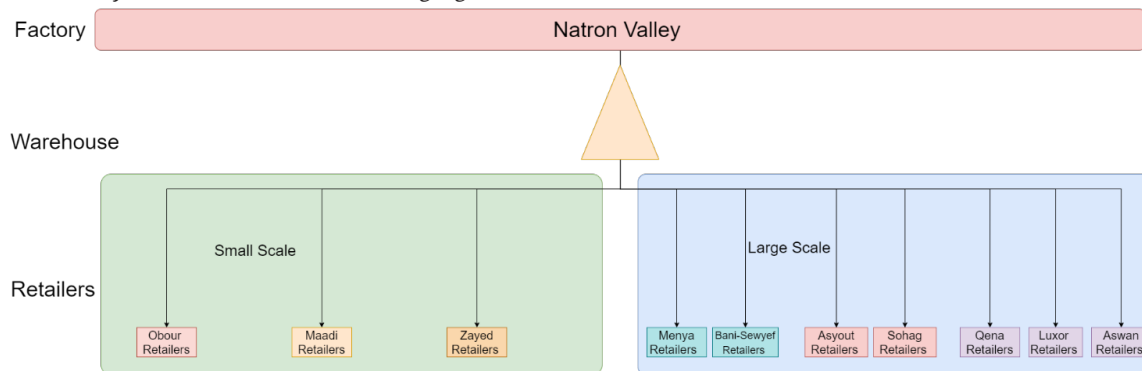 Factory
Natron Valley
Warehouse
Small Scale
Large Scale
Retailers
Obour
Retailers
Maadi
Retailers
Zayed
Retailers
Menya
Retailers
Bani-Sewyef
Retailers
Asyout
Retailers
Sohag
Retailers
Qena
Retailers
Luxor
Retailers
Aswan
Retailers